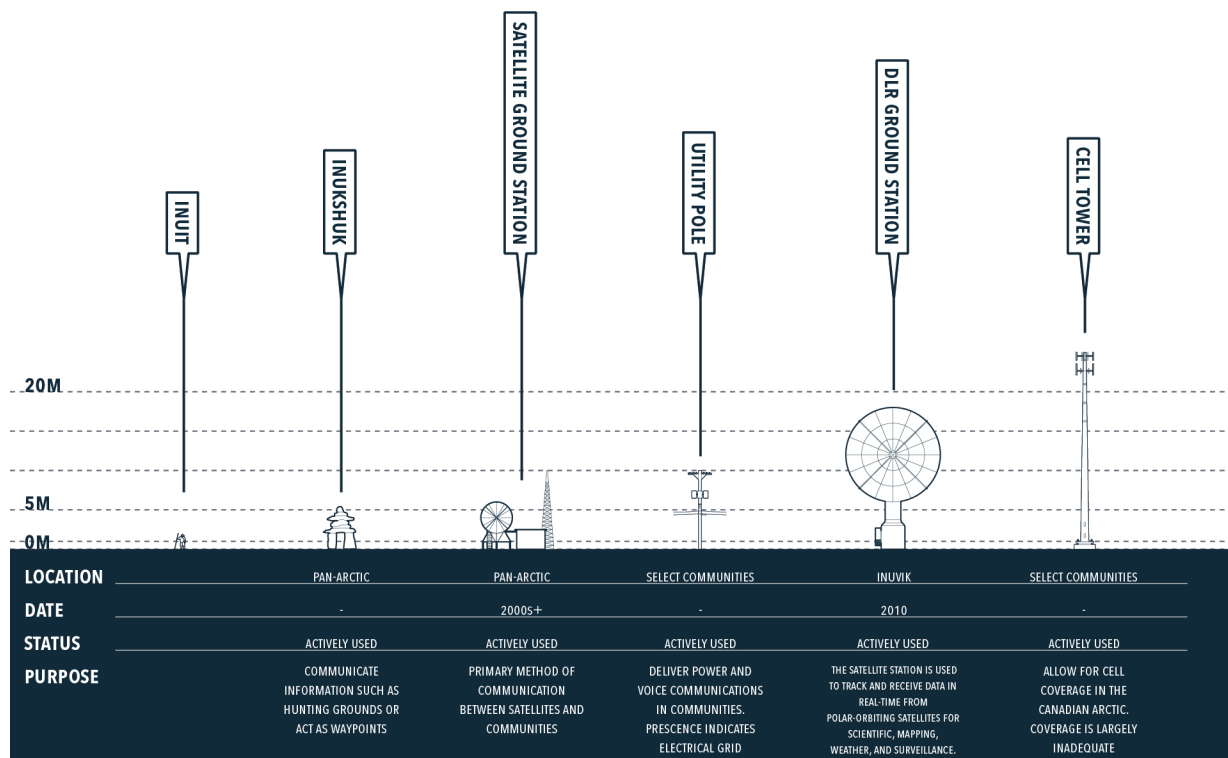 INUIT
INUKSHUK
SATELLITE GROUND STATION
UTILITY POLE
DLR GROUND STATION
CELL TOWER
20M
5M
0M
LOCATION
PAN-ARCTIC
PAN-ARCTIC
SELECT COMMUNITIES
INUVIK
SELECT COMMUNITIES
DATE
-
2000s+
-
2010
-
STATUS
ACTIVELY USED
ACTIVELY USED
ACTIVELY USED
ACTIVELY USED
ACTIVELY USED
PURPOSE
COMMUNICATE
INFORMATION SUCH AS
HUNTING GROUNDS OR
ACT AS WAYPOINTS
PRIMARY METHOD OF
COMMUNICATION
BETWEEN SATELLITES AND
COMMUNITIES
DELIVER POWER AND
VOICE COMMUNICATIONS
IN COMMUNITIES.
PRESCENCE INDICATES
ELECTRICAL GRID
THE SATELLITE STATION IS USED
TO TRACK AND RECEIVE DATA IN
REAL-TIME FROM
POLAR-ORBITING SATELLITES FOR
SCIENTIFIC, MAPPING,
WEATHER, AND SURVEILLANCE.
ALLOW FOR CELL
COVERAGE IN THE
CANADIAN ARCTIC.
COVERAGE IS LARGELY
INADEQUATE